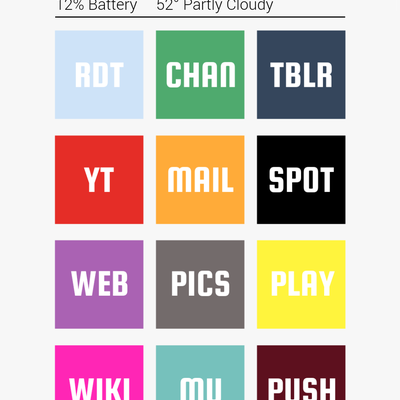 12% Battery 52° Partly Cloudy
RDT CHAN TBLR
YT MAIL SPOT
WEB PICS PLAY
WIKI MU PUSH